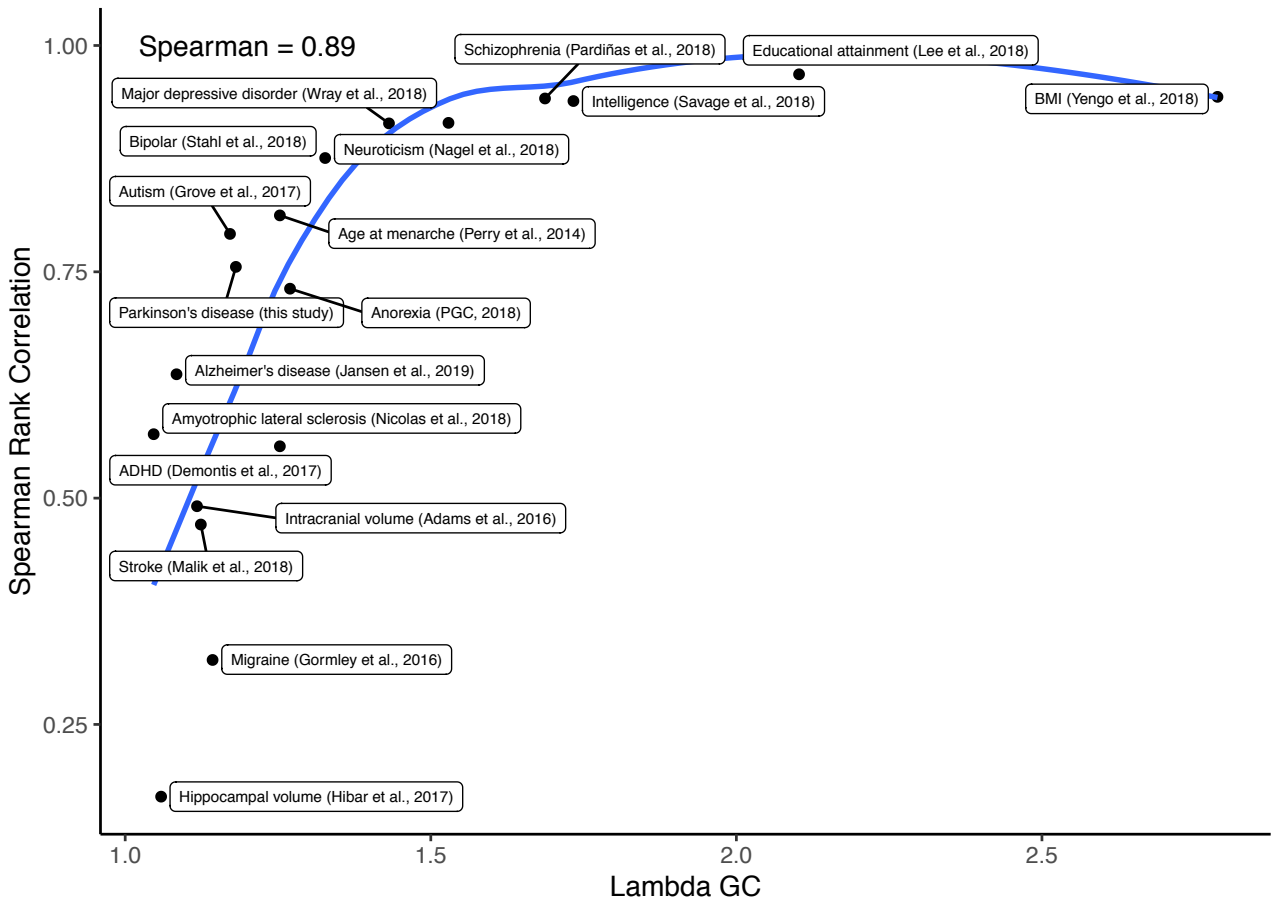 Spearman = 0.89
Schizophrenia (Pardiñas et al., 2018)
Educational attainment (Lee et al., 2018)
Major depressive disorder (Wray et al., 2018)
Intelligence (Savage et al., 2018)
BMI (Yengo et al., 2018)
Bipolar (Stahl et al., 2018)
Neuroticism (Nagel et al., 2018)
Autism (Grove et al., 2017)
Age at menarche (Perry et al., 2014)
Parkinson's disease (this study)
Anorexia (PGC, 2018)
Alzheimer's disease (Jansen et al., 2019)
Amyotrophic lateral sclerosis (Nicolas et al., 2018)
ADHD (Demontis et al., 2017)
Intracranial volume (Adams et al., 2016)
Stroke (Malik et al., 2018)
Migraine (Gormley et al., 2016)
Hippocampal volume (Hibar et al., 2017)
Spearman Rank Correlation
1.00
0.75
0.50
0.25
1.0
1.5
2.0
2.5
Lambda GC